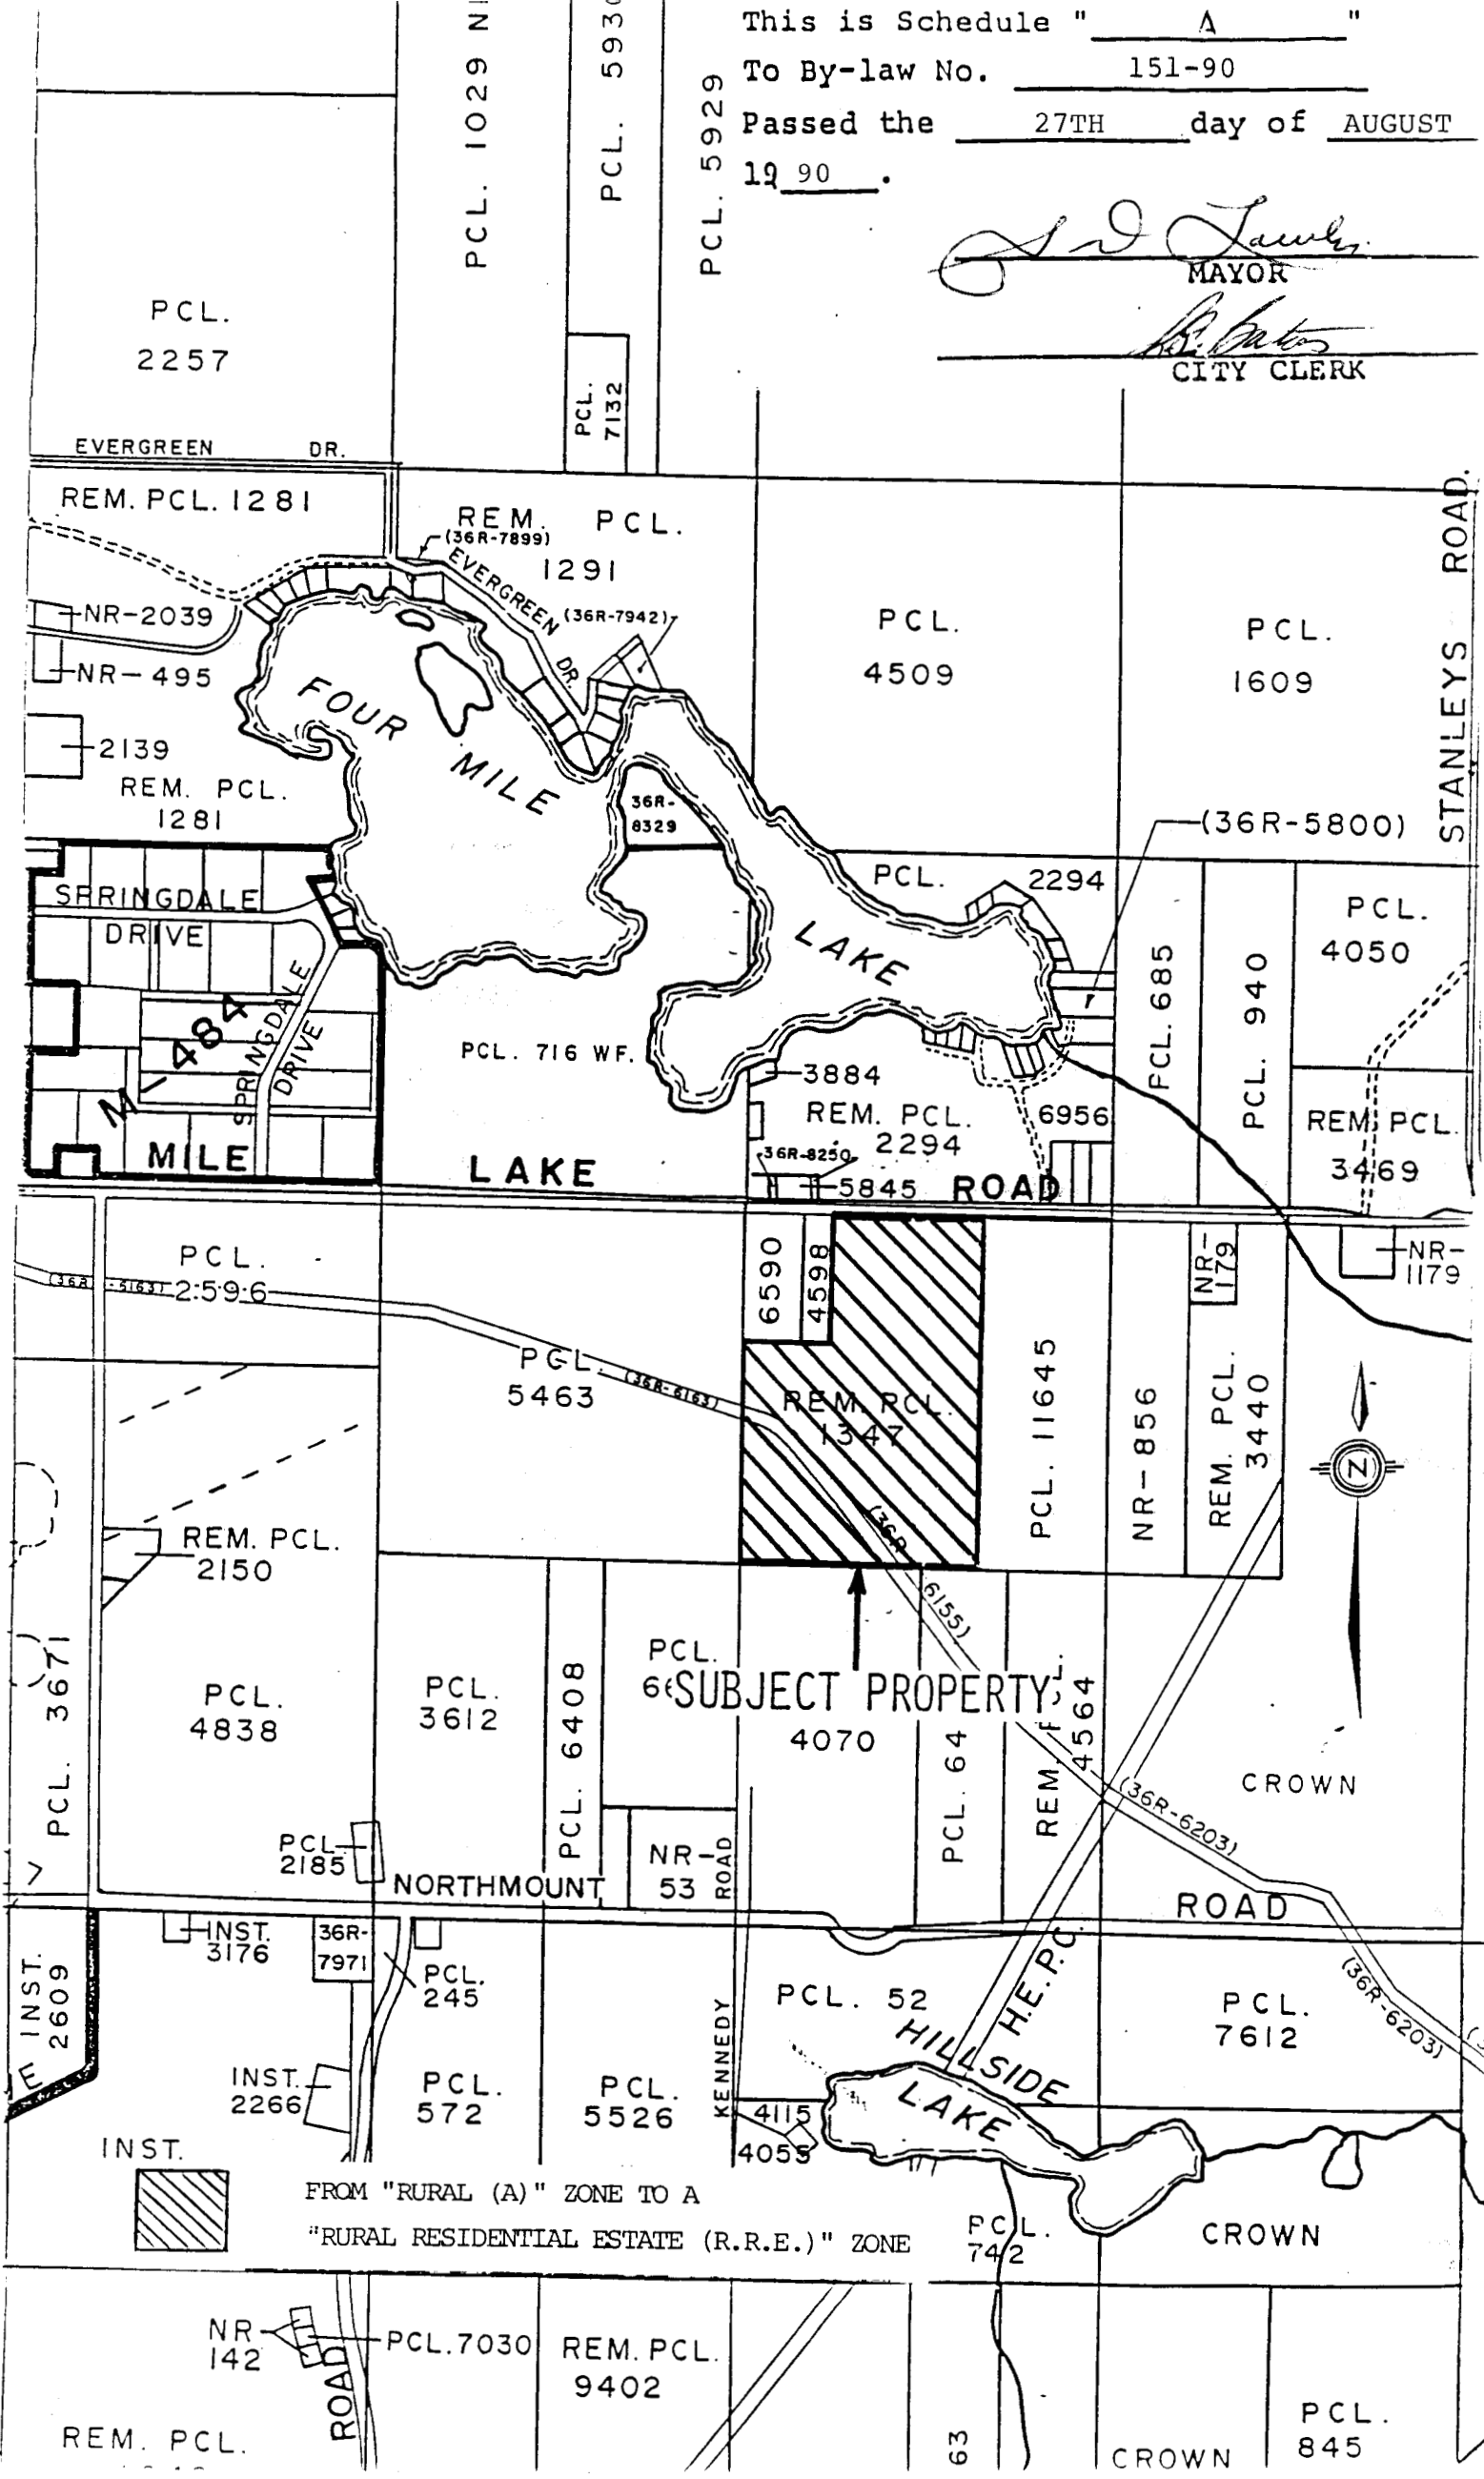 This is Schedule " A "
To By-law No. 151-90
Passed the 27TH day of AUGUST
19 90 .
MAYOR
CITY CLERK
PCL. 1029
PCL. 5930
PCL. 5929
PCL.
2257
PCL.
7132
EVERGREEN DR.
REM. PCL. 1281
REM. PCL.
1291
(36R-7899)
EVERGREEN DR.
(36R-7942)
NR-2039
NR-495
2139
REM. PCL.
1281
FOUR MILE LAKE
36R-
8329
PCL.
4509
PCL.
1609
STANLEYS ROAD.
(36R-5800)
PCL. 2294
PCL. 685
PCL. 940
PCL.
4050
SPRINGDALE
DRIVE
SPRINGDALE
DRIVE
M-484
PCL. 716 WF.
3884
REM. PCL.
2294
6956
36R-8250
5845
REM. PCL.
3469
MILE LAKE ROAD
PCL.
2596
(36R-6163)
PCL.
5463
(36R-6163)
6590
4598
REM. PCL.
1347
PCL. 11645
NR-856
NR-
179
REM. PCL.
3440
NR-
1179
N
REM. PCL.
2150
(36R-6155)
PCL. 3671
PCL.
4838
PCL.
3612
PCL. 6408
PCL.
SUBJECT PROPERTY
4070
PCL. 64
REM. PCL.
4564
CROWN
(36R-6203)
PCL.
2185
NR-
53
NORTHMOUNT ROAD
KENNEDY ROAD
INST.
2609
INST.
3176
36R-
7971
PCL.
245
PCL. 52
H.E.P.C.
PCL.
7612
(36R-6203)
INST.
2266
PCL.
572
PCL.
5526
HILLSIDE
LAKE
4115
4055
INST.
FROM "RURAL (A)" ZONE TO A
"RURAL RESIDENTIAL ESTATE (R.R.E.)" ZONE
PCL.
742
CROWN
NR
142
PCL. 7030
ROAD
REM. PCL.
9402
REM. PCL.
63
CROWN
PCL.
845